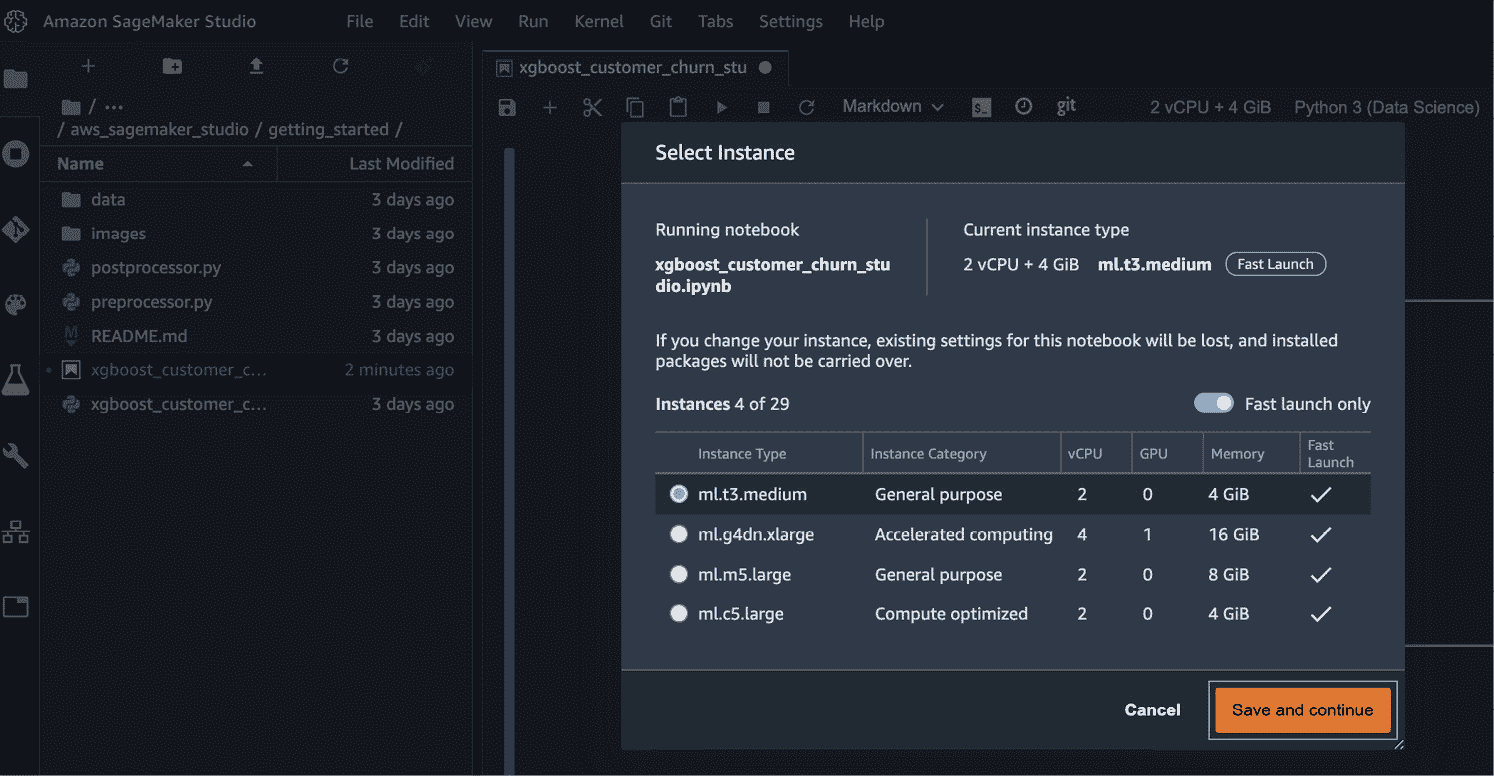 Amazon SageMaker Studio File Edit View Run Kernel Git Tabs Settings Help
/ ...
/ aws_sagemaker_studio / getting_started /
Name Last Modified
data 3 days ago
images 3 days ago
postprocessor.py 3 days ago
preprocessor.py 3 days ago
README.md 3 days ago
xgboost_customer_c... 2 minutes ago
xgboost_customer_c... 3 days ago
xgboost_customer_churn_stu
Markdown git 2 vCPU + 4 GiB Python 3 (Data Science)
Select Instance
Running notebook
xgboost_customer_churn_stu
dio.ipynb
Current instance type
2 vCPU + 4 GiB ml.t3.medium Fast Launch
If you change your instance, existing settings for this notebook will be lost, and installed
packages will not be carried over.
Instances 4 of 29 Fast launch only
Instance Type Instance Category vCPU GPU Memory Fast
Launch
ml.t3.medium General purpose 2 0 4 GiB
ml.g4dn.xlarge Accelerated computing 4 1 16 GiB
ml.m5.large General purpose 2 0 8 GiB
ml.c5.large Compute optimized 2 0 4 GiB
Cancel Save and continue